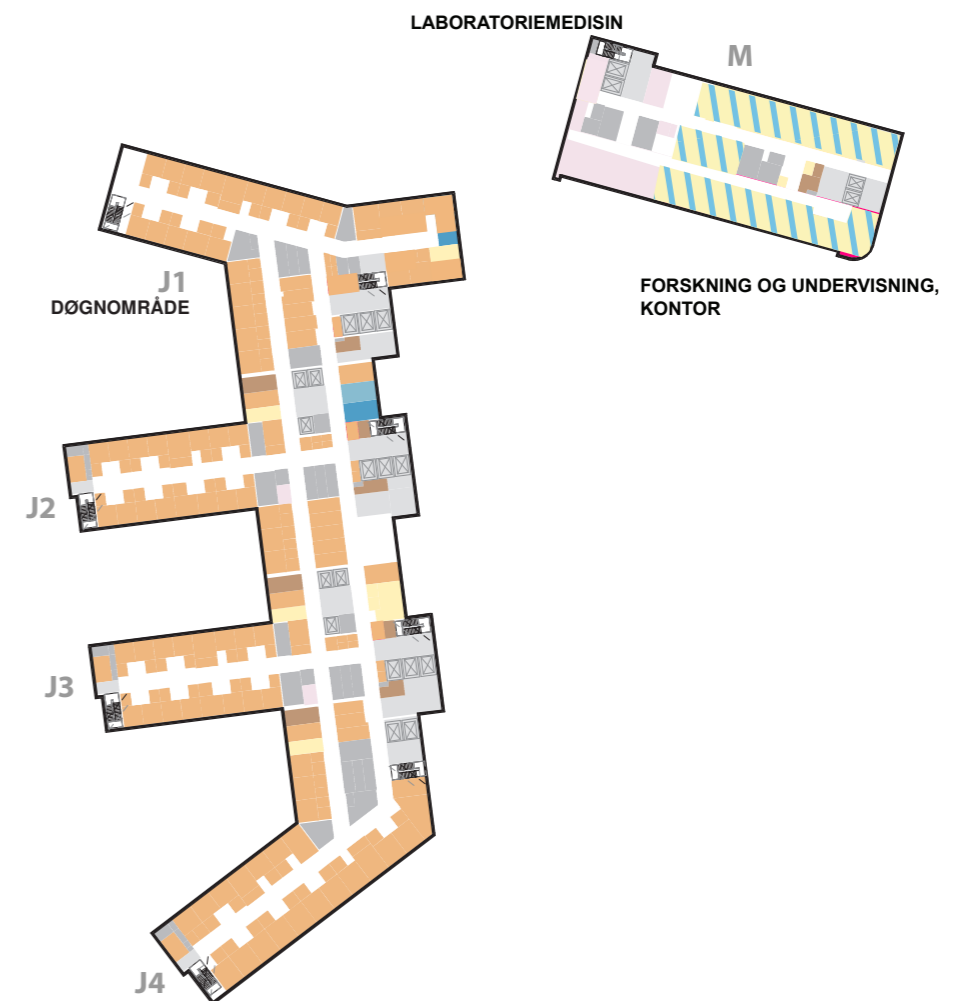 LABORATORIEMEDISIN
M
J1
DØGNOMRÅDE
FORSKNING OG UNDERVISNING,
KONTOR
J2
J3
J4